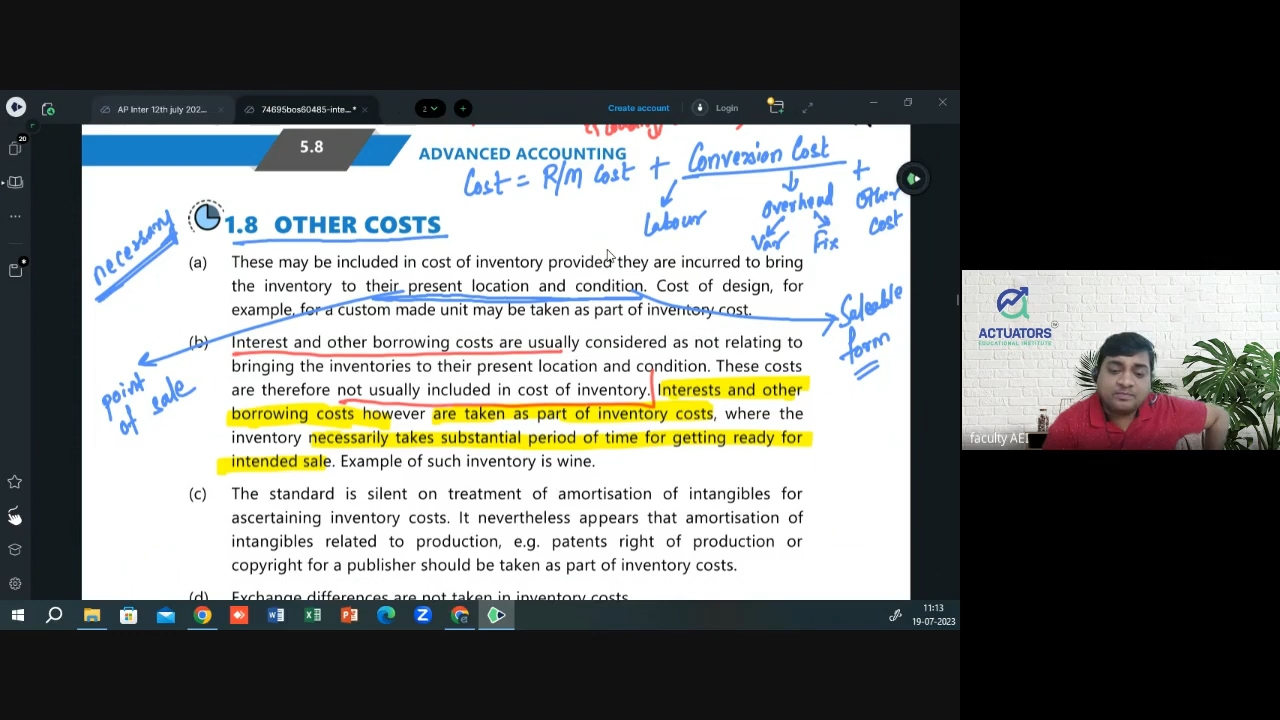 AP Inter 12th july 202...
74695bos60485-inte...*
2
Create account
Login
20
5.8
ADVANCED ACCOUNTING
Cost = R/M Cost + Conversion Cost + Other Cost
Labour
Overhead
Var
Fix
necessary
1.8 OTHER COSTS
(a) These may be included in cost of inventory provided they are incurred to bring
the inventory to their present location and condition. Cost of design, for
example, for a custom made unit may be taken as part of inventory cost.
Saleable
form
point
of sale
(b) Interest and other borrowing costs are usually considered as not relating to
bringing the inventories to their present location and condition. These costs
are therefore not usually included in cost of inventory. Interests and other
borrowing costs however are taken as part of inventory costs, where the
inventory necessarily takes substantial period of time for getting ready for
intended sale. Example of such inventory is wine.
(c) The standard is silent on treatment of amortisation of intangibles for
ascertaining inventory costs. It nevertheless appears that amortisation of
intangibles related to production, e.g. patents right of production or
copyright for a publisher should be taken as part of inventory costs.
(d) Exchange differences are not taken in inventory costs.
ACTUATORS
EDUCATIONAL INSTITUTE
faculty AEI
11:13
19-07-2023